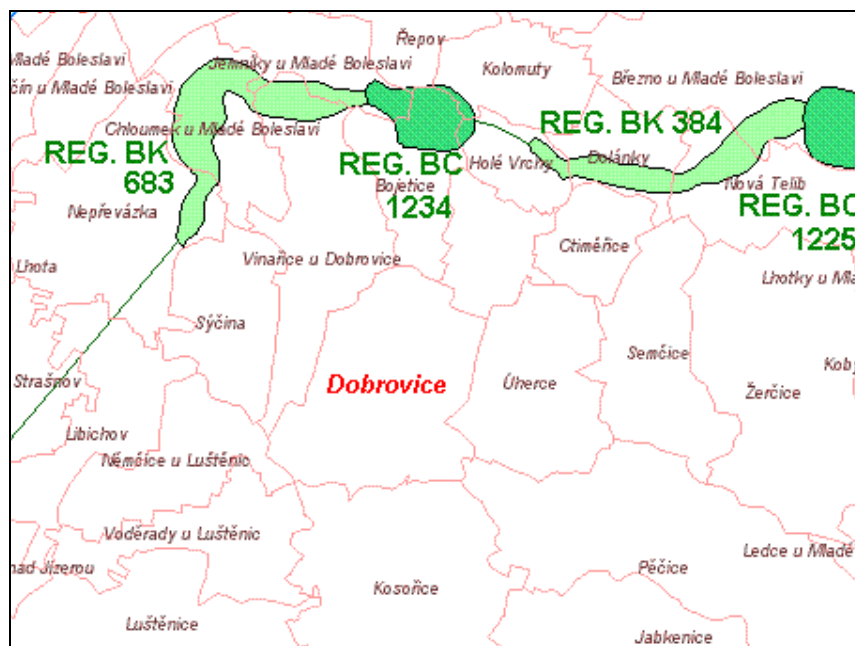 Řepov
Mladé Boleslavi
Jemníky u Mladé Boleslavi
Kolomuty
Březno u Mladé Boleslavi
čín u Mladé Boleslavi
Chloumek u Mladé Boleslavi
REG. BK 384
REG. BK
683
REG. BC
1234
Holé Vrchy
Dolánky
Bojetice
Nová Telib
REG. BC
1225
Nepřevázka
Ctiměřice
Vinařice u Dobrovice
Lhota
Lhotky u Mla
Sýčina
Semčice
Strašnov
Dobrovice
Úherce
Koby
Žerčice
Libichov
Němčice u Luštěnic
Voděrady u Luštěnic
Ledce u Mladé
nad Jizerou
Kosořice
Pěčice
Luštěnice
Jabkenice